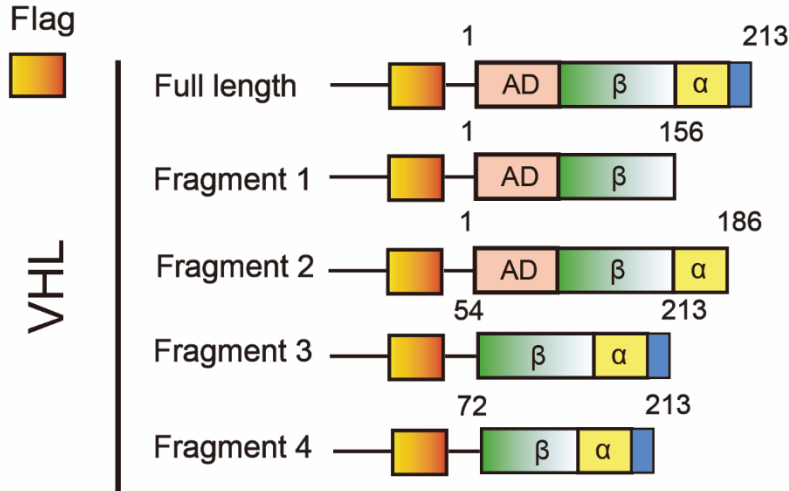 Flag
VHL
1 213
Full length AD β α
1 156
Fragment 1 AD β
1 186
Fragment 2 AD β α
54 213
Fragment 3 β α
72 213
Fragment 4 β α